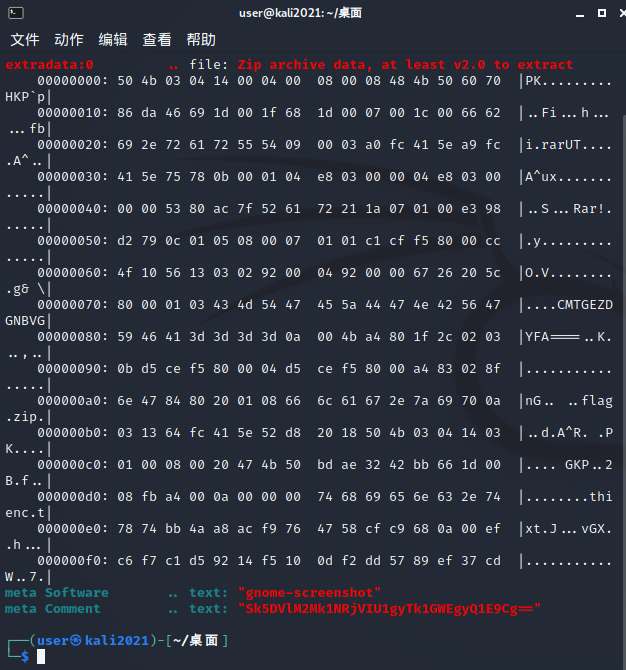 user@kali2021: ~/桌面
文件 动作 编辑 查看 帮助
extradata:0 .. file: Zip archive data, at least v2.0 to extract
00000000: 50 4b 03 04 14 00 04 00 08 00 08 48 4b 50 60 70 |PK.........
HKP`p|
00000010: 86 da 46 69 1d 00 1f 68 1d 00 07 00 1c 00 66 62 |..Fi...h...
...fb|
00000020: 69 2e 72 61 72 55 54 09 00 03 a0 fc 41 5e a9 fc |i.rarUT....
.A^..|
00000030: 41 5e 75 78 0b 00 01 04 e8 03 00 00 04 e8 03 00 |A^ux.......
.....|
00000040: 00 00 53 80 ac 7f 52 61 72 21 1a 07 01 00 e3 98 |..S...Rar!.
.....|
00000050: d2 79 0c 01 05 08 00 07 01 01 c1 cf f5 80 00 cc |.y.........
.....|
00000060: 4f 10 56 13 03 02 92 00 04 92 00 00 67 26 20 5c |O.V........
.g& \|
00000070: 80 00 01 03 43 4d 54 47 45 5a 44 47 4e 42 56 47 |....CMTGEZD
GNBVG|
00000080: 59 46 41 3d 3d 3d 3d 0a 00 4b a4 80 1f 2c 02 03 |YFA====..K.
..,..|
00000090: 0b d5 ce f5 80 00 04 d5 ce f5 80 00 a4 83 02 8f |...........
.....|
000000a0: 6e 47 84 80 20 01 08 66 6c 61 67 2e 7a 69 70 0a |nG.. ..flag
.zip.|
000000b0: 03 13 64 fc 41 5e 52 d8 20 18 50 4b 03 04 14 03 |..d.A^R. .P
K....|
000000c0: 01 00 08 00 20 47 4b 50 bd ae 32 42 bb 66 1d 00 |.... GKP..2
B.f..|
000000d0: 08 fb a4 00 0a 00 00 00 74 68 69 65 6e 63 2e 74 |........thi
enc.t|
000000e0: 78 74 bb 4a a8 ac f9 76 47 58 cf c9 68 0a 00 ef |xt.J...vGX.
.h...|
000000f0: c6 f7 c1 d5 92 14 f5 10 0d f2 dd 57 89 ef 37 cd |...........
W..7.|
meta Software .. text: "gnome-screenshot"
meta Comment .. text: "Sk5DVlM2Mk1NRjVIU1gyTk1GWEgyQ1E9Cg=="
┌──(user㉿kali2021)-[~/桌面]
└─$